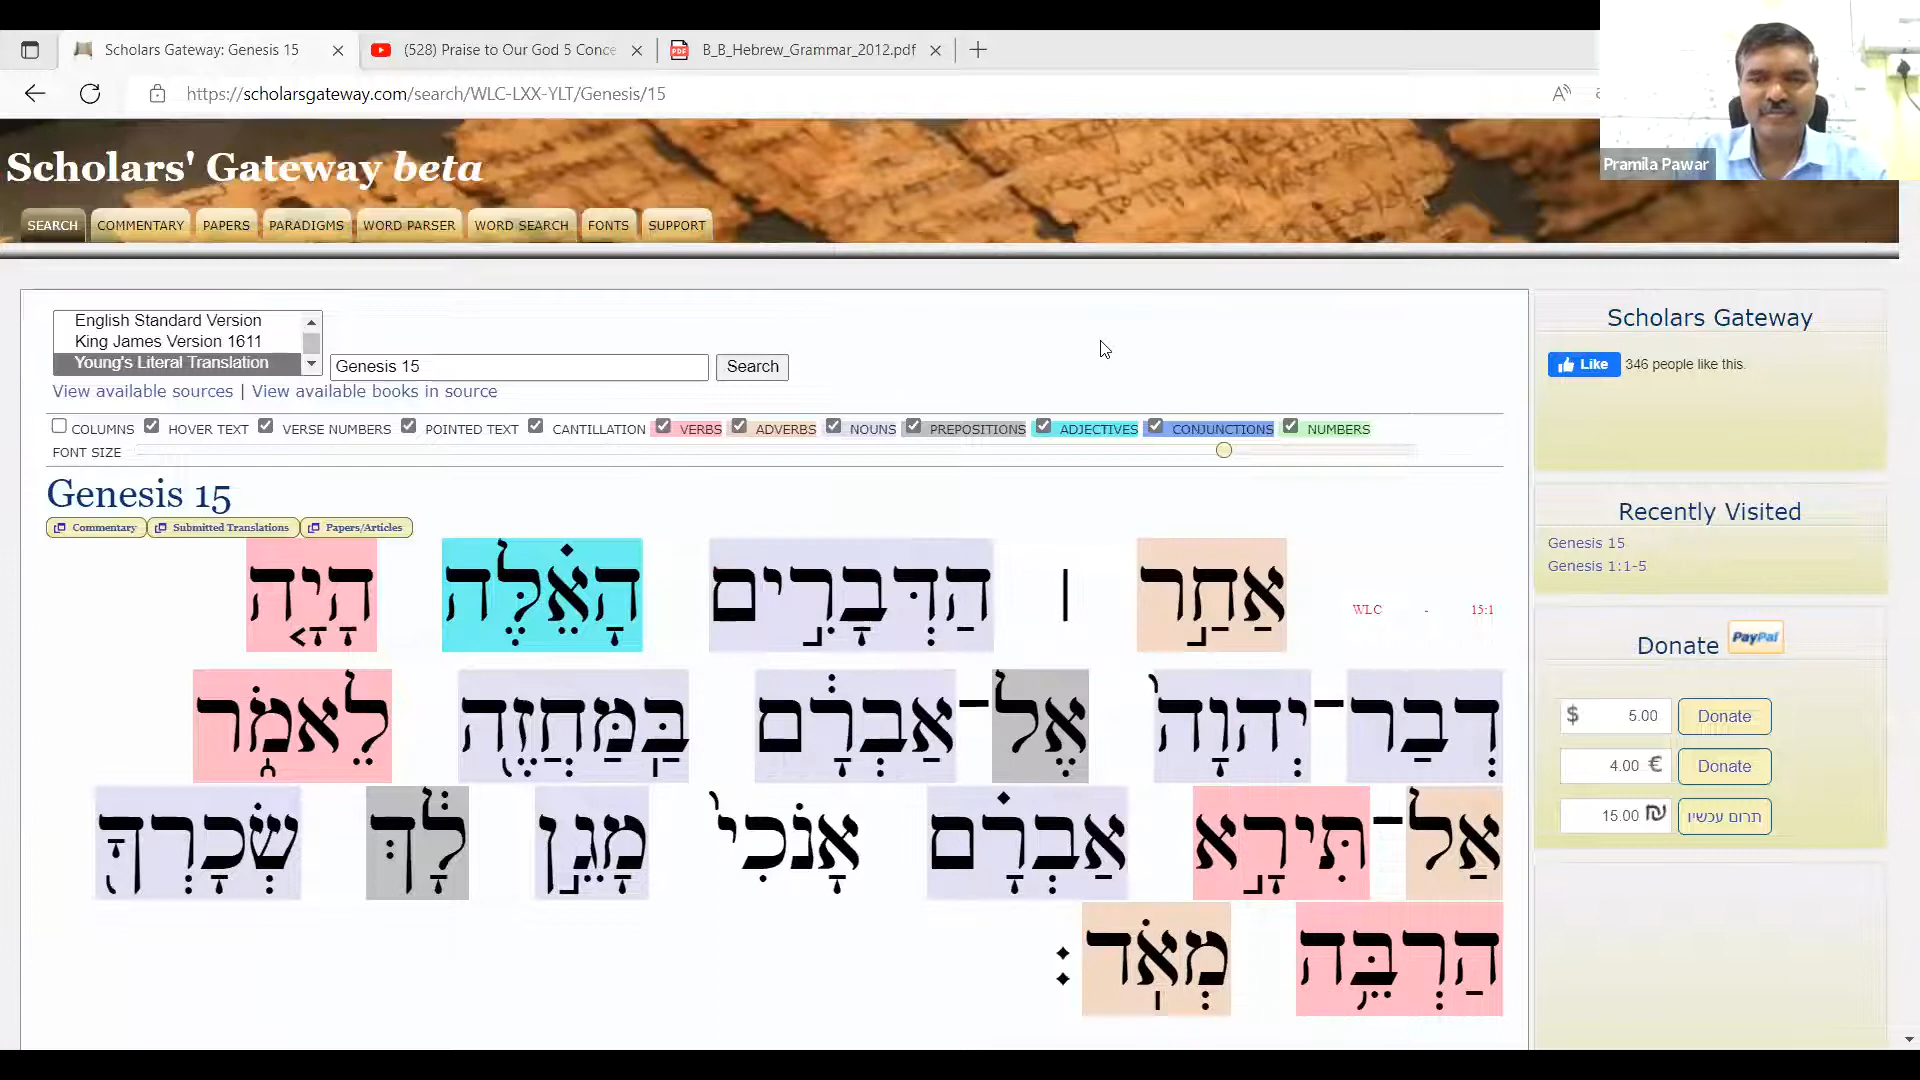 Scholars Gateway: Genesis 15
(528) Praise to Our God 5 Conce
B_B_Hebrew_Grammar_2012.pdf
https://scholarsgateway.com/search/WLC-LXX-YLT/Genesis/15
Pramila Pawar
Scholars' Gateway beta
SEARCH COMMENTARY PAPERS PARADIGMS WORD PARSER WORD SEARCH FONTS SUPPORT
English Standard Version
King James Version 1611
Young's Literal Translation
Genesis 15 Search
View available sources | View available books in source
COLUMNS HOVER TEXT VERSE NUMBERS POINTED TEXT CANTILLATION VERBS ADVERBS NOUNS PREPOSITIONS ADJECTIVES CONJUNCTIONS NUMBERS
FONT SIZE
Genesis 15
Commentary Submitted Translations Papers/Articles
WLC - 15:1
אַחַ֣ר ׀ הַדְּבָרִ֣ים הָאֵ֗לֶּה הָיָ֤ה
דְבַר־יְהוָה֙ אֶל־אַבְרָ֔ם בַּֽמַּחֲזֶ֖ה לֵאמֹ֑ר
אַל־תִּירָ֣א אַבְרָ֗ם אָנֹכִי֙ מָגֵ֣ן לָ֔ךְ שְׂכָרְךָ֖
הַרְבֵּ֥ה מְאֹֽד׃
Scholars Gateway
Like 346 people like this.
Recently Visited
Genesis 15
Genesis 1:1-5
Donate PayPal
$ 5.00 Donate
4.00 € Donate
15.00 ₪ תרום עכשיו